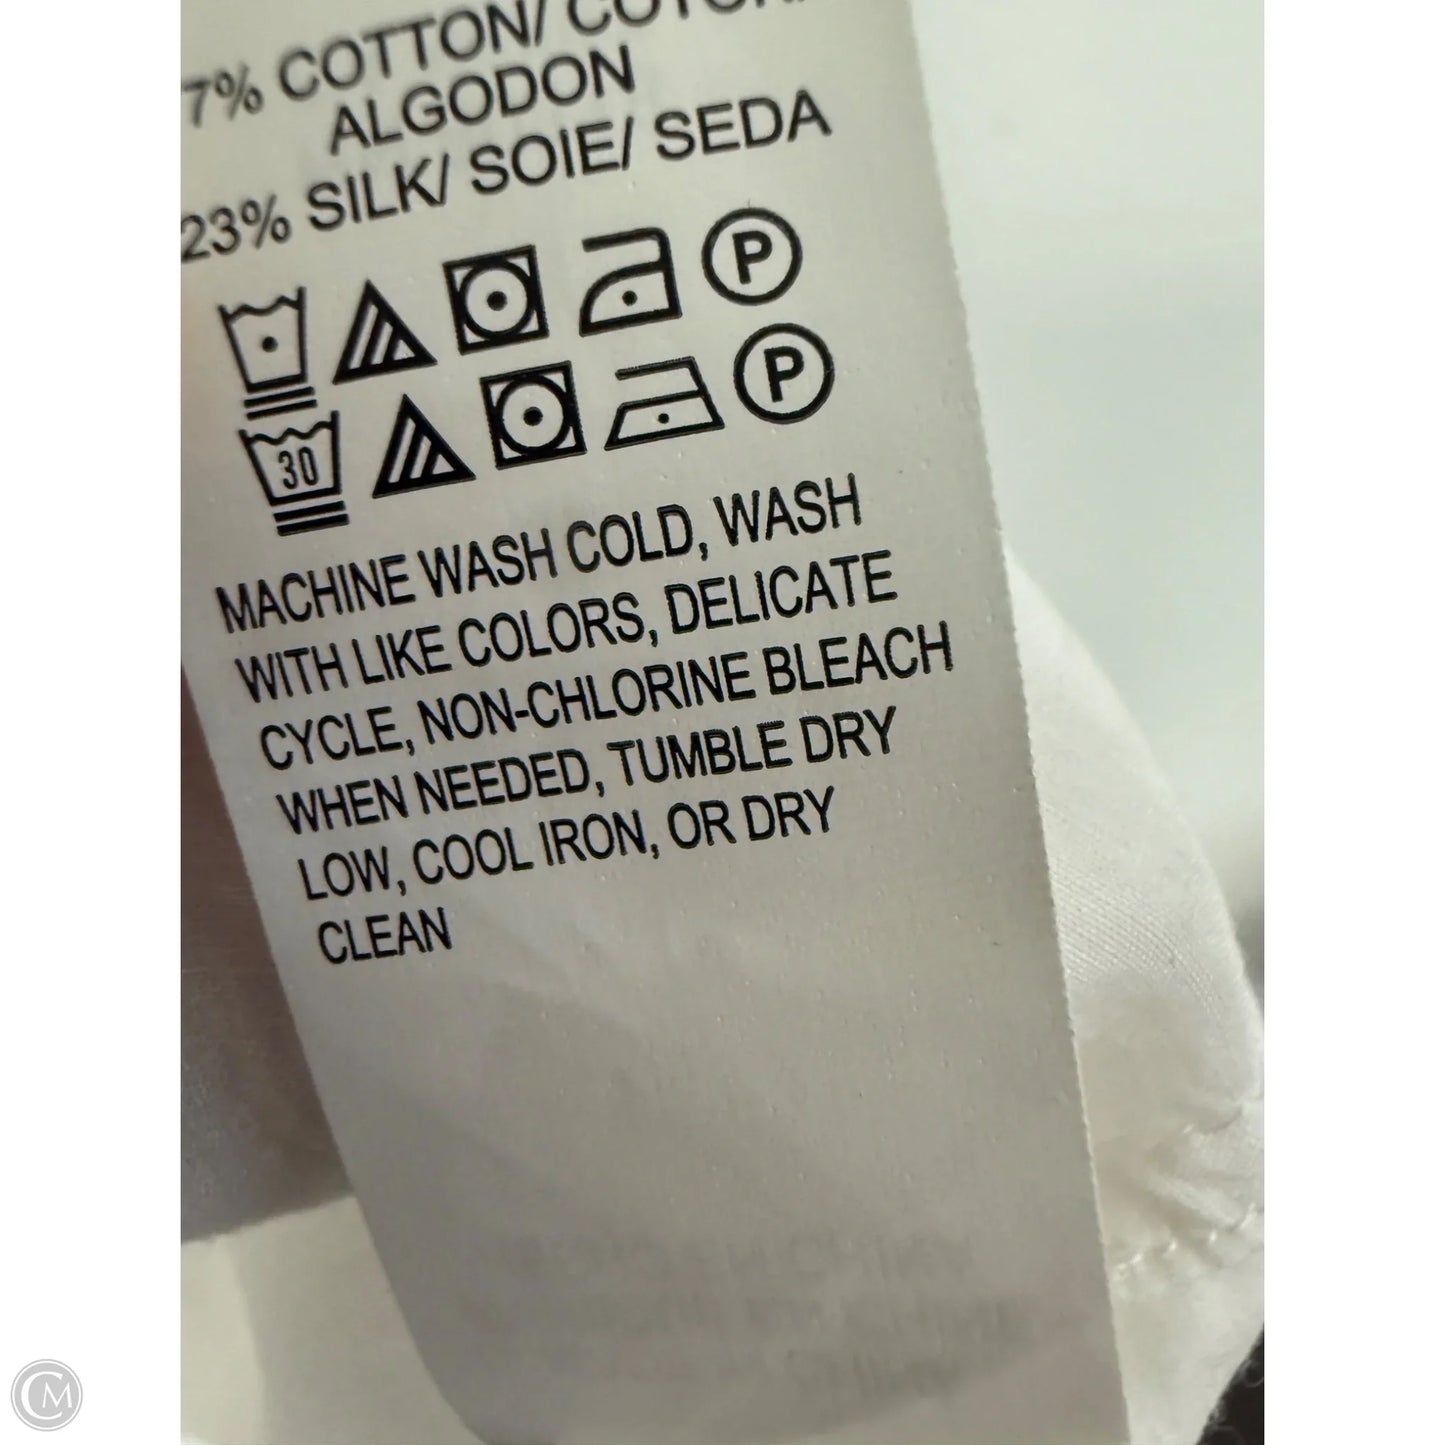 7% COTTON/ COTON/
ALGODON
23% SILK/ SOIE/ SEDA
P
P
30
MACHINE WASH COLD, WASH
WITH LIKE COLORS, DELICATE
CYCLE, NON-CHLORINE BLEACH
WHEN NEEDED, TUMBLE DRY
LOW, COOL IRON, OR DRY
CLEAN
CM